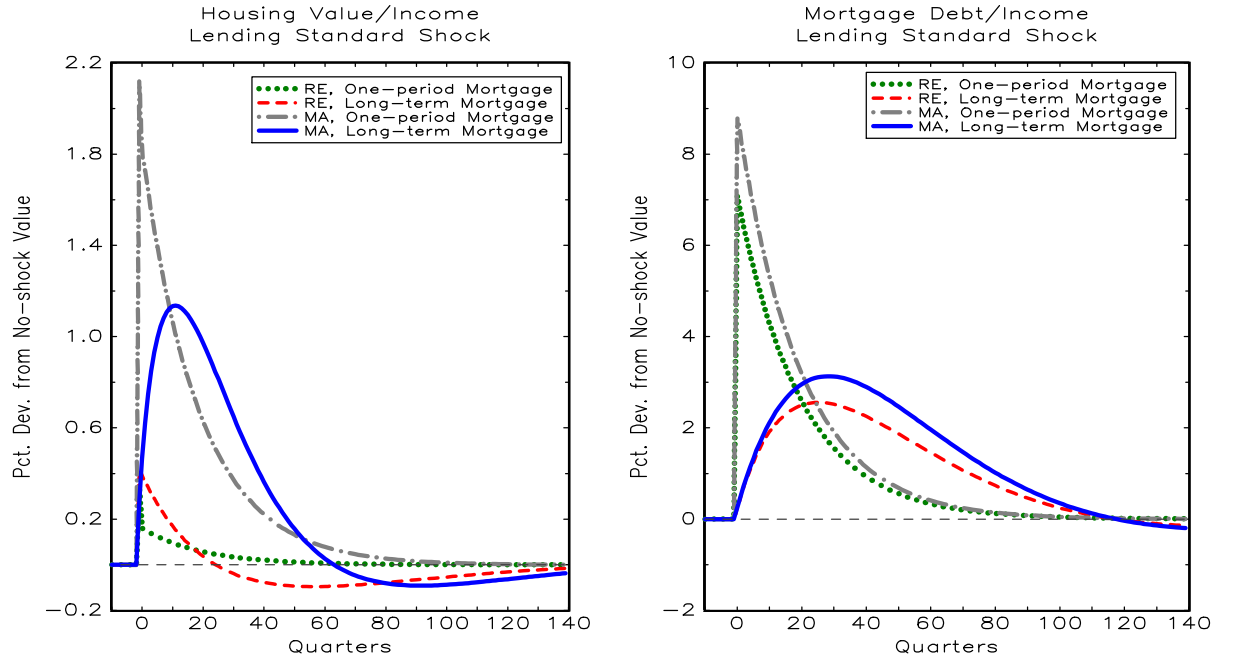 Housing Value/Income
Lending Standard Shock
2.2
1.8
1.4
1.0
0.6
0.2
−0.2
Pct. Dev. from No−shock Value
RE, One−period Mortgage
RE, Long−term Mortgage
MA, One−period Mortgage
MA, Long−term Mortgage
0 20 40 60 80 100 120 140
Quarters
Mortgage Debt/Income
Lending Standard Shock
10
8
6
4
2
0
−2
Pct. Dev. from No−shock Value
RE, One−period Mortgage
RE, Long−term Mortgage
MA, One−period Mortgage
MA, Long−term Mortgage
0 20 40 60 80 100 120 140
Quarters